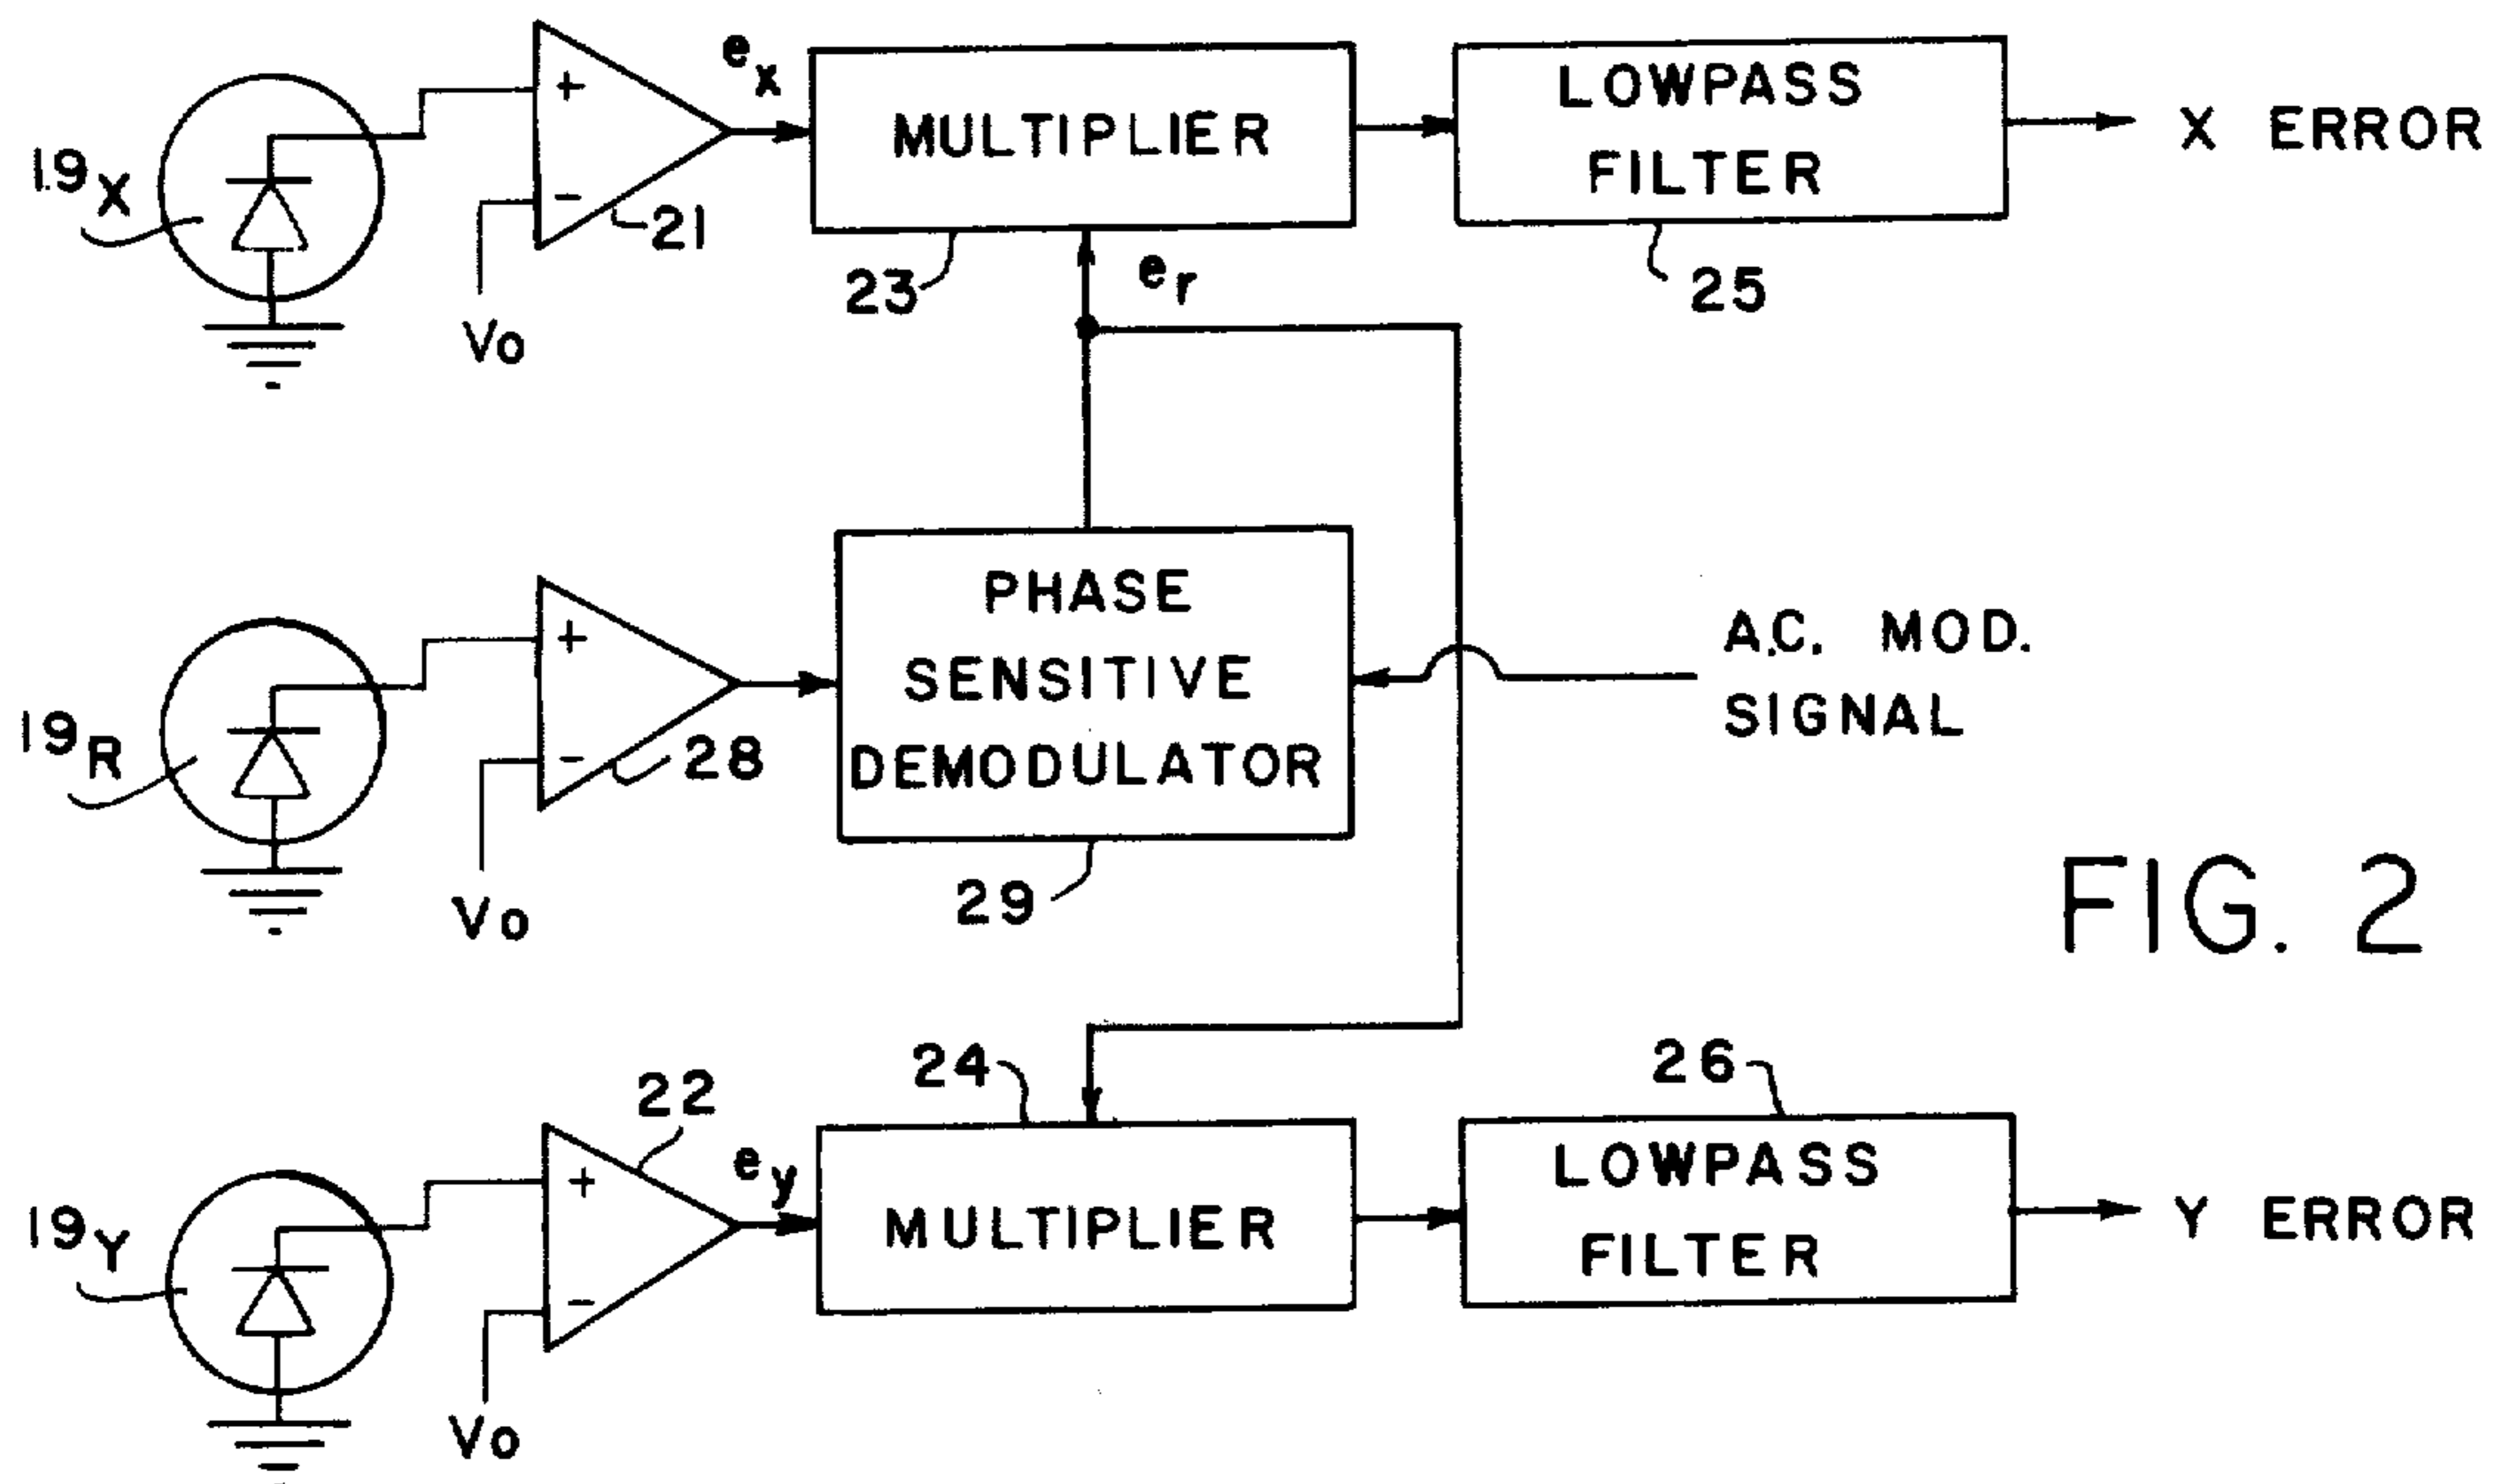 19X
+
−
21
Vo
ex
MULTIPLIER
23
er
LOWPASS
FILTER
25
X ERROR
19R
+
−
28
Vo
PHASE
SENSITIVE
DEMODULATOR
29
A.C. MOD.
SIGNAL
FIG. 2
19Y
+
−
22
Vo
ey
24
MULTIPLIER
26
LOWPASS
FILTER
Y ERROR